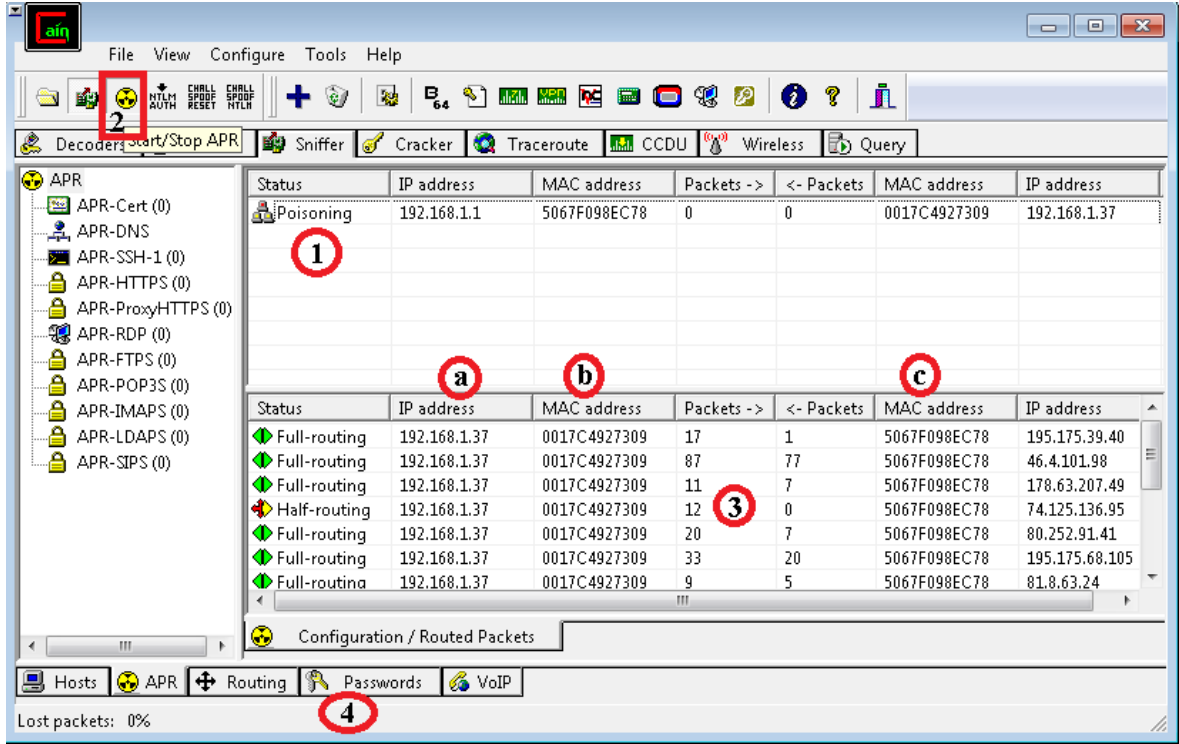 Cain
File View Configure Tools Help
NTLM AUTH CHALL SPOOF RESET CHALL SPOOF NTLM B64
2
Start/Stop APR
Decoders Sniffer Cracker Traceroute CCDU Wireless Query
APR
APR-Cert (0)
APR-DNS
APR-SSH-1 (0)
APR-HTTPS (0)
APR-ProxyHTTPS (0)
APR-RDP (0)
APR-FTPS (0)
APR-POP3S (0)
APR-IMAPS (0)
APR-LDAPS (0)
APR-SIPS (0)
Status IP address MAC address Packets -> <- Packets MAC address IP address
Poisoning 192.168.1.1 5067F098EC78 0 0 0017C4927309 192.168.1.37
1
a b c
Status IP address MAC address Packets -> <- Packets MAC address IP address
Full-routing 192.168.1.37 0017C4927309 17 1 5067F098EC78 195.175.39.40
Full-routing 192.168.1.37 0017C4927309 87 77 5067F098EC78 46.4.101.98
Full-routing 192.168.1.37 0017C4927309 11 7 5067F098EC78 178.63.207.49
Half-routing 192.168.1.37 0017C4927309 12 0 5067F098EC78 74.125.136.95
3
Full-routing 192.168.1.37 0017C4927309 20 7 5067F098EC78 80.252.91.41
Full-routing 192.168.1.37 0017C4927309 33 20 5067F098EC78 195.175.68.105
Full-routing 192.168.1.37 0017C4927309 9 5 5067F098EC78 81.8.63.24
Configuration / Routed Packets
Hosts APR Routing Passwords VoIP
4
Lost packets: 0%